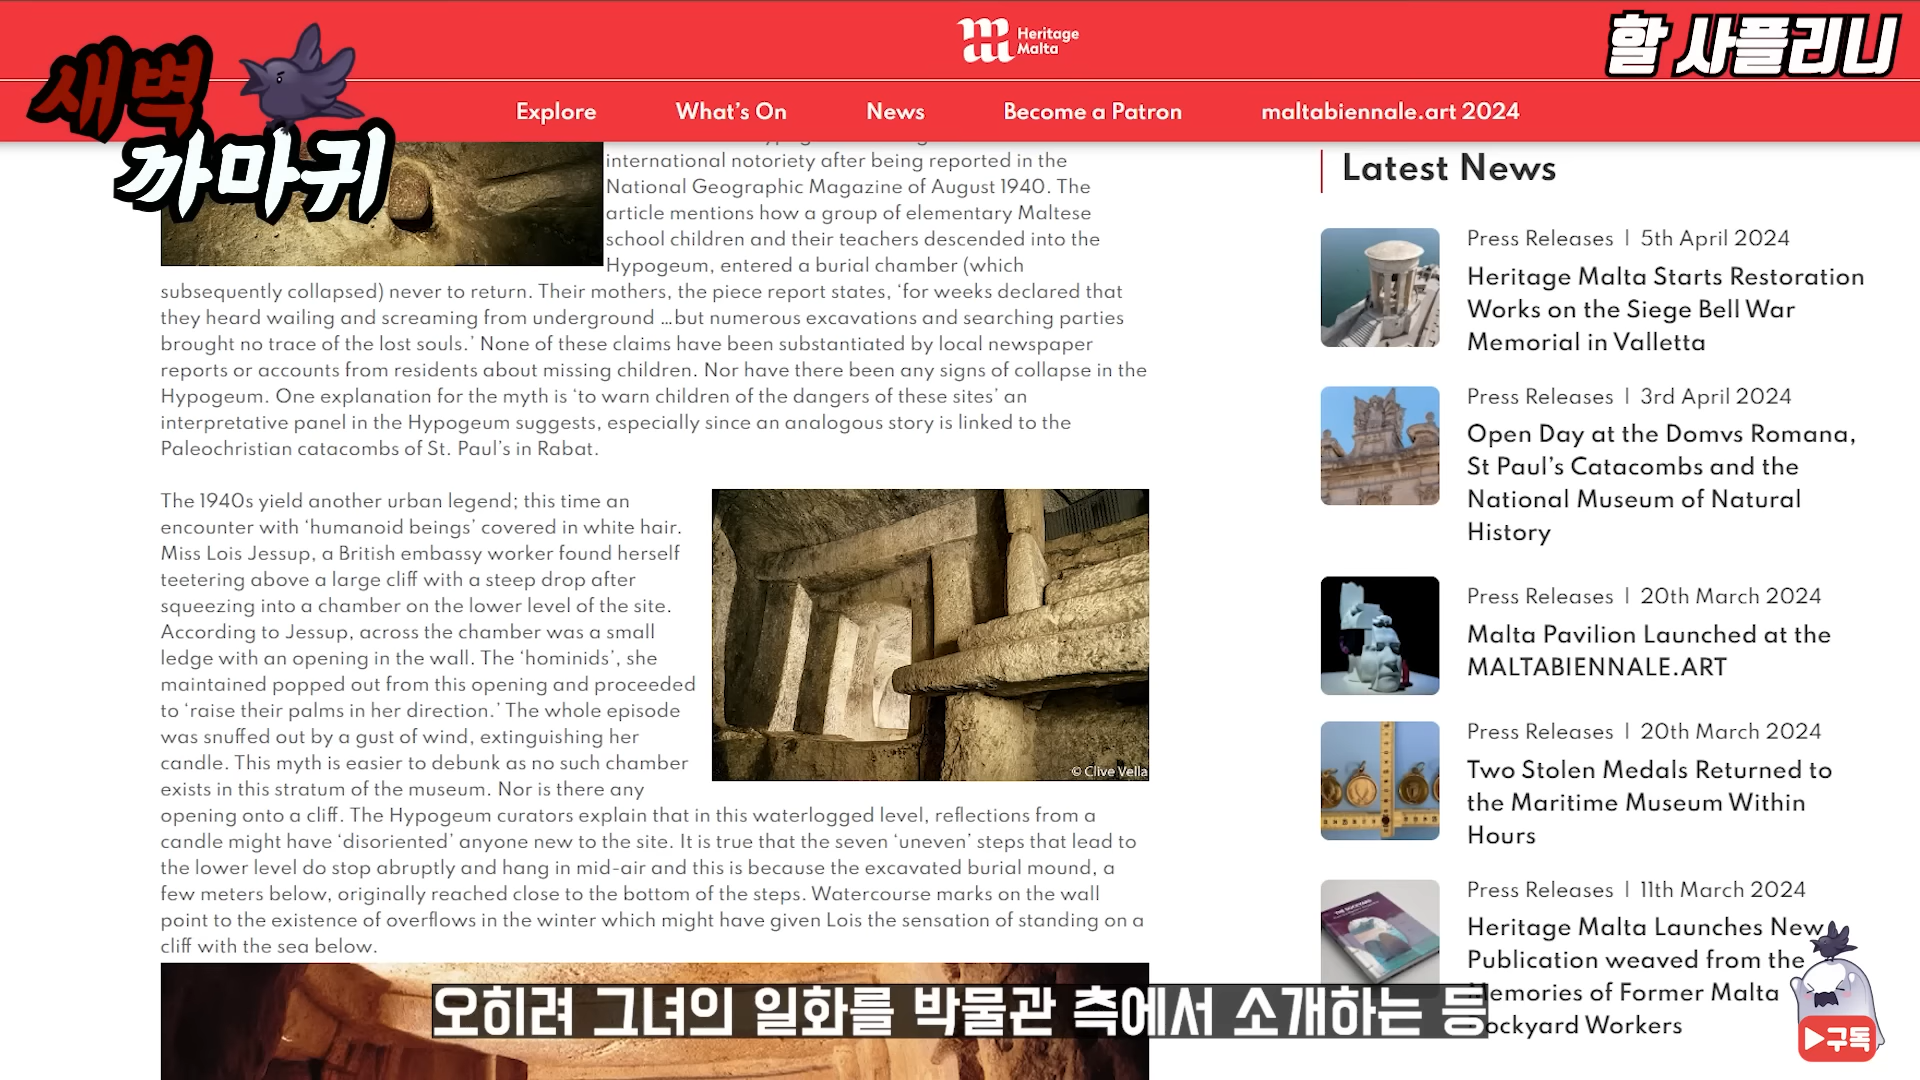 Heritage
Malta
할 사플리니
새벽
까마귀
Explore
What's On
News
Become a Patron
maltabiennale.art 2024
international notoriety after being reported in the
National Geographic Magazine of August 1940. The
article mentions how a group of elementary Maltese
school children and their teachers descended into the
Hypogeum, entered a burial chamber (which
subsequently collapsed) never to return. Their mothers, the piece report states, ‘for weeks declared that
they heard wailing and screaming from underground …but numerous excavations and searching parties
brought no trace of the lost souls.’ None of these claims have been substantiated by local newspaper
reports or accounts from residents about missing children. Nor have there been any signs of collapse in the
Hypogeum. One explanation for the myth is ‘to warn children of the dangers of these sites’ an
interpretative panel in the Hypogeum suggests, especially since an analogous story is linked to the
Paleochristian catacombs of St. Paul’s in Rabat.
The 1940s yield another urban legend; this time an
encounter with ‘humanoid beings’ covered in white hair.
Miss Lois Jessup, a British embassy worker found herself
teetering above a large cliff with a steep drop after
squeezing into a chamber on the lower level of the site.
According to Jessup, across the chamber was a small
ledge with an opening in the wall. The ‘hominids’, she
maintained popped out from this opening and proceeded
to ‘raise their palms in her direction.’ The whole episode
was snuffed out by a gust of wind, extinguishing her
candle. This myth is easier to debunk as no such chamber
exists in this stratum of the museum. Nor is there any
opening onto a cliff. The Hypogeum curators explain that in this waterlogged level, reflections from a
candle might have ‘disoriented’ anyone new to the site. It is true that the seven ‘uneven’ steps that lead to
the lower level do stop abruptly and hang in mid-air and this is because the excavated burial mound, a
few meters below, originally reached close to the bottom of the steps. Watercourse marks on the wall
point to the existence of overflows in the winter which might have given Lois the sensation of standing on a
cliff with the sea below.
© Clive Vella
Latest News
Press Releases | 5th April 2024
Heritage Malta Starts Restoration
Works on the Siege Bell War
Memorial in Valletta
Press Releases | 3rd April 2024
Open Day at the Domvs Romana,
St Paul’s Catacombs and the
National Museum of Natural
History
Press Releases | 20th March 2024
Malta Pavilion Launched at the
MALTABIENNALE.ART
Press Releases | 20th March 2024
Two Stolen Medals Returned to
the Maritime Museum Within
Hours
Press Releases | 11th March 2024
Heritage Malta Launches New
Publication weaved from the
Memories of Former Malta
Dockyard Workers
오히려 그녀의 일화를 박물관 측에서 소개하는 등
구독